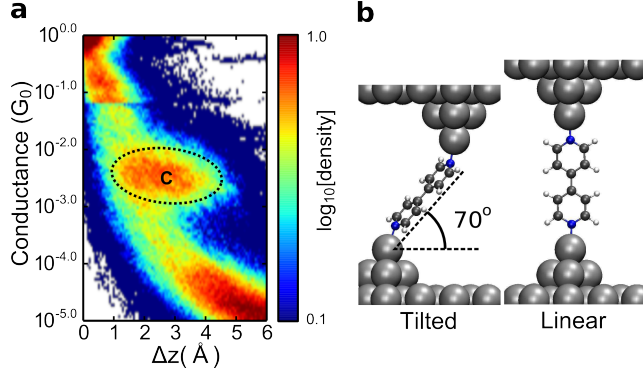 a
Conductance (G₀)
10^0.0
10^-1.0
10^-2.0
10^-3.0
10^-4.0
10^-5.0
0 1 2 3 4 5 6
Δz( Å )
C
1.0
log₁₀[density]
0.1
b
70°
Tilted
Linear